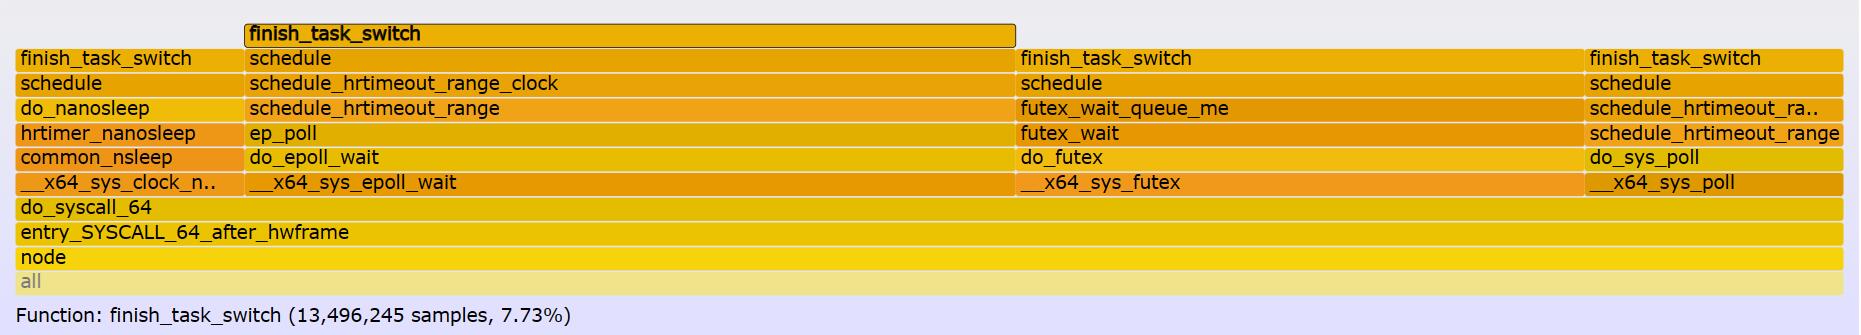 finish_task_switch
finish_task_switch schedule finish_task_switch finish_task_switch
schedule schedule_hrtimeout_range_clock schedule schedule
do_nanosleep schedule_hrtimeout_range futex_wait_queue_me schedule_hrtimeout_ra..
hrtimer_nanosleep ep_poll futex_wait schedule_hrtimeout_range
common_nsleep do_epoll_wait do_futex do_sys_poll
__x64_sys_clock_n.. __x64_sys_epoll_wait __x64_sys_futex __x64_sys_poll
do_syscall_64
entry_SYSCALL_64_after_hwframe
node
all
Function: finish_task_switch (13,496,245 samples, 7.73%)